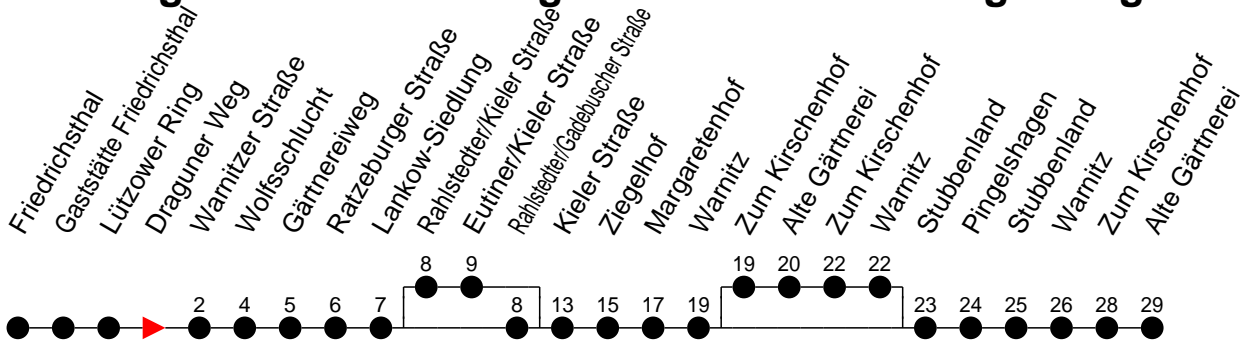 Friedrichsthal
Gaststätte Friedrichsthal
Lützower Ring
Draguner Weg
Warnitzer Straße
Wolfsschlucht
Gärtnereiweg
Ratzeburger Straße
Lankow-Siedlung
Rahlstedter/Kieler Straße
Eutiner/Kieler Straße
Rahlstedter/Gadebuscher Straße
Kieler Straße
Ziegelhof
Margaretenhof
Warnitz
Zum Kirschenhof
Alte Gärtnerei
Zum Kirschenhof
Warnitz
Stubbenland
Pingelshagen
Stubbenland
Warnitz
Zum Kirschenhof
Alte Gärtnerei
8 9 19 20 22 22
2 4 5 6 7 8 13 15 17 19 23 24 25 26 28 29